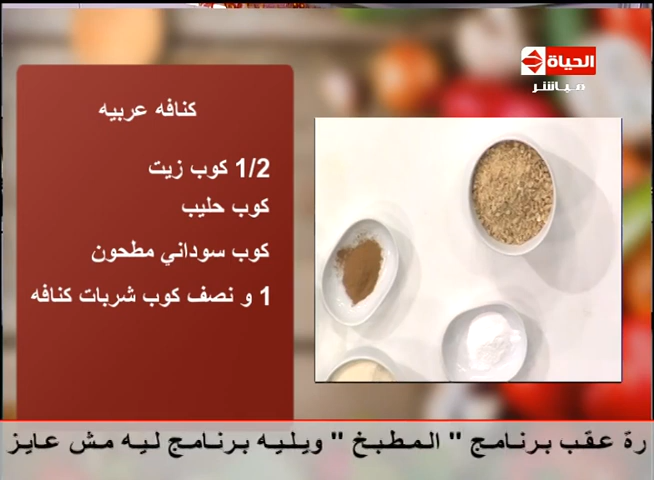 الحياة
مباشر
كنافه عربيه
1/2 كوب زيت
كوب حليب
كوب سوداني مطحون
1 و نصف كوب شربات كنافه
رة عقب برنامج " المطبخ " ويليه برنامج ليه مش عايز